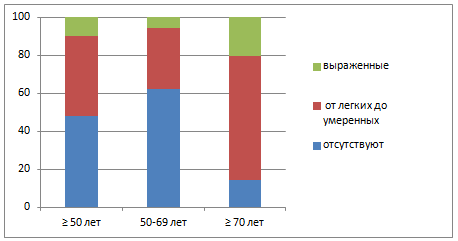 100
80
60
40
20
0
≥ 50 лет
50-69 лет
≥ 70 лет
выраженные
от легких до
умеренных
отсутствуют